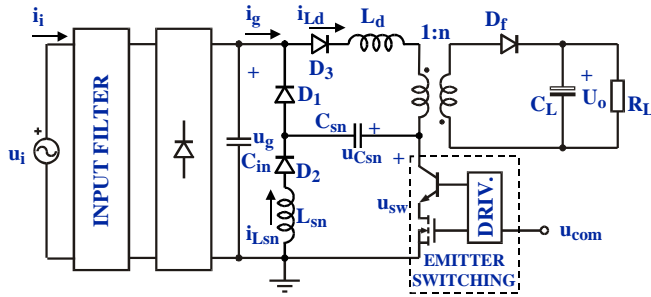 i_i
i_g
i_Ld
L_d
1:n
D_f
D_3
INPUT FILTER
+
D_1
+
C_L
U_o
R_L
C_sn
+
u_g
C_in
u_Csn
+
u_i
D_2
+
u_sw
DRIV.
i_Lsn
L_sn
u_com
EMITTER
SWITCHING